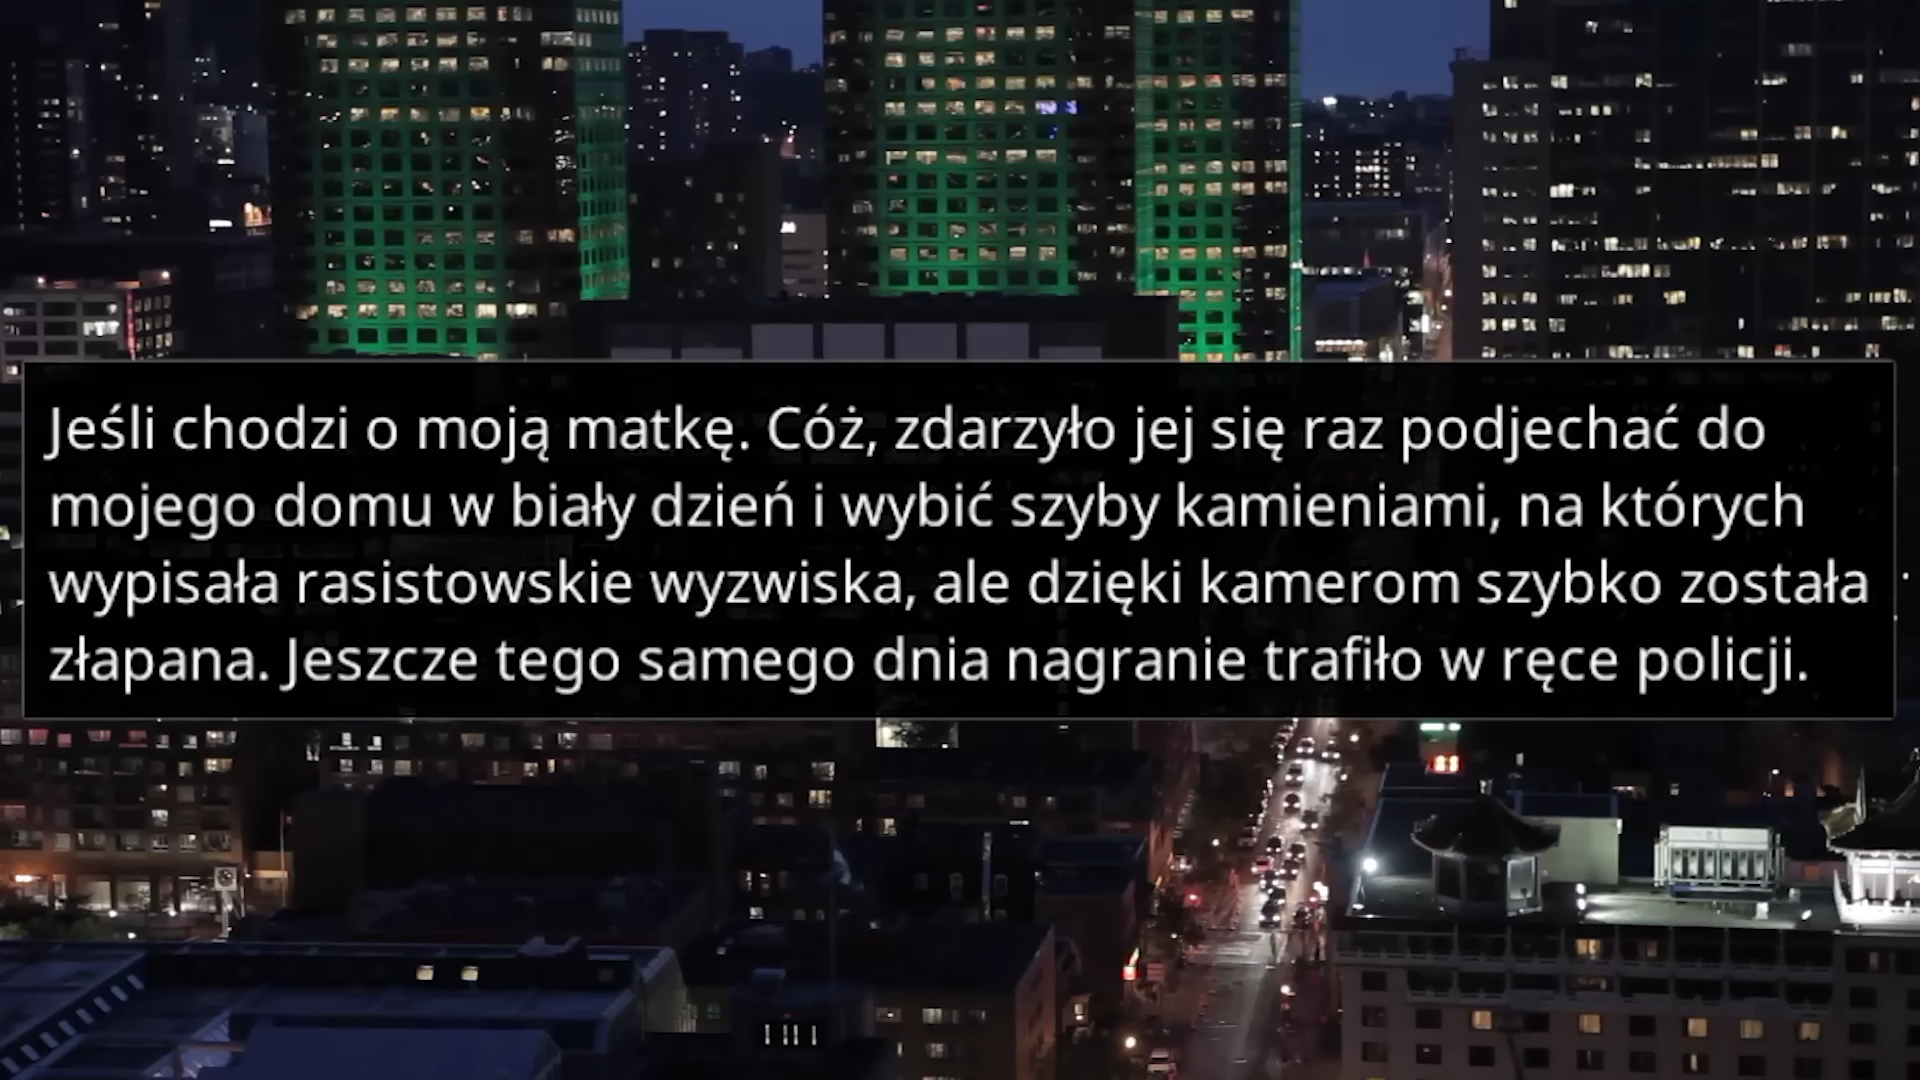 Jeśli chodzi o moją matkę. Cóż, zdarzyło jej się raz podjechać do
mojego domu w biały dzień i wybić szyby kamieniami, na których
wypisała rasistowskie wyzwiska, ale dzięki kamerom szybko została
złapana. Jeszcze tego samego dnia nagranie trafiło w ręce policji.